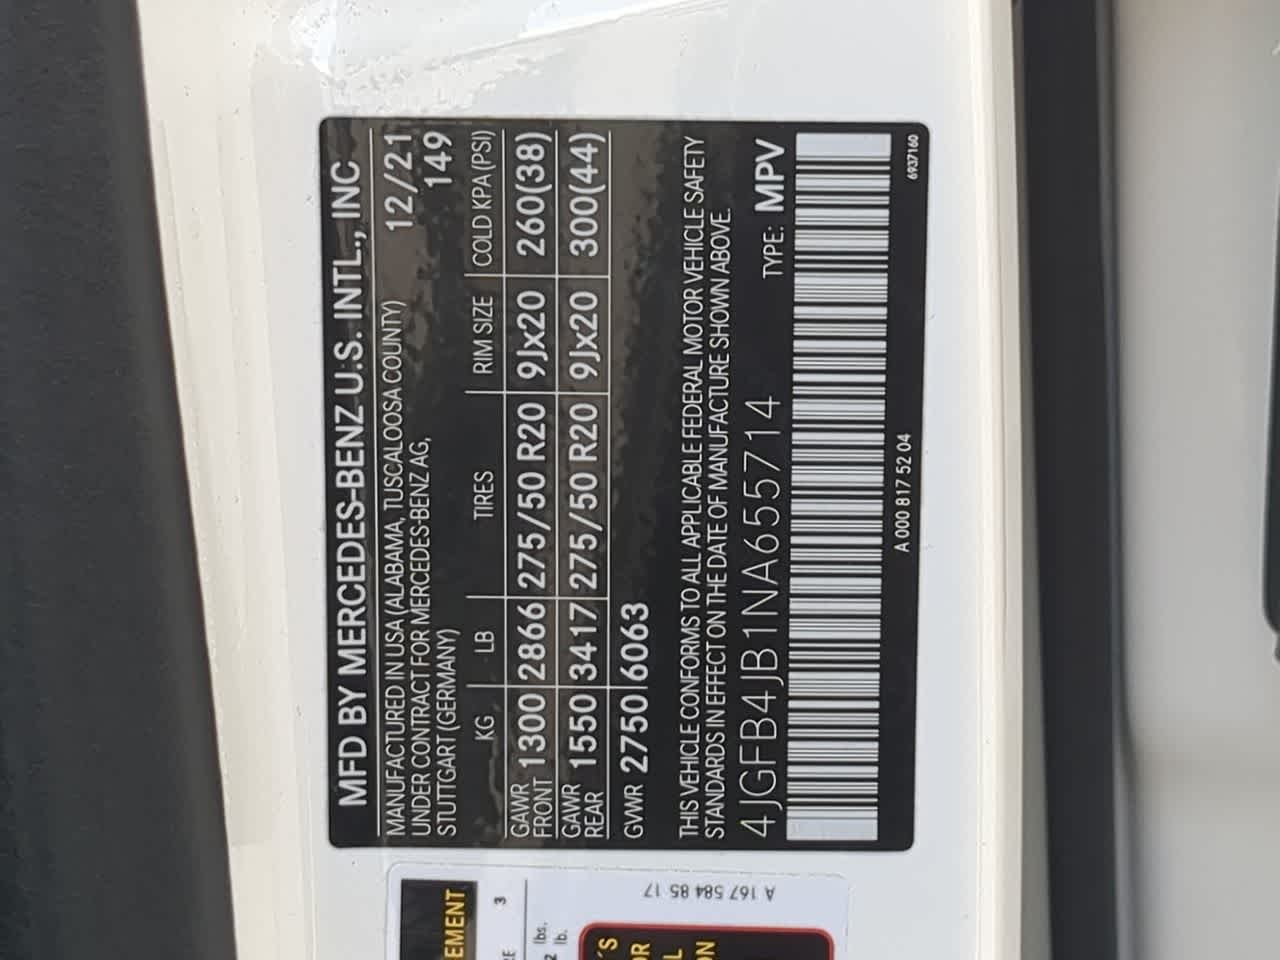 MFD BY MERCEDES-BENZ U.S. INTL., INC
MANUFACTURED IN USA (ALABAMA, TUSCALOOSA COUNTY) 12/21
UNDER CONTRACT FOR MERCEDES-BENZ AG, 149
STUTTGART (GERMANY)
KG LB TIRES RIM SIZE COLD KPA (PSI)
GAWR FRONT 1300 2866 275/50 R20 9Jx20 260(38)
GAWR REAR 1550 3417 275/50 R20 9Jx20 300(44)
GVWR 2750 6063
THIS VEHICLE CONFORMS TO ALL APPLICABLE FEDERAL MOTOR VEHICLE SAFETY
STANDARDS IN EFFECT ON THE DATE OF MANUFACTURE SHOWN ABOVE.
4JGFB4JB1NA655714 TYPE: MPV
A 000 817 52 04
6937160
EMENT
3
lbs.
lb.
A 167 584 85 17